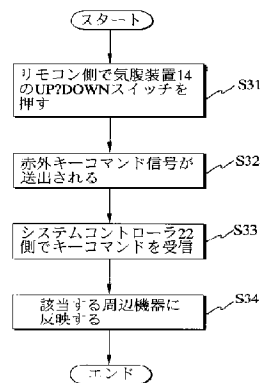 スタート
リモコン側で気腹装置14
のUP?DOWNスイッチを
押す
S31
赤外キーコマンド信号が
送出される
S32
システムコントローラ22
側でキーコマンドを受信
S33
該当する周辺機器に
反映する
S34
エンド